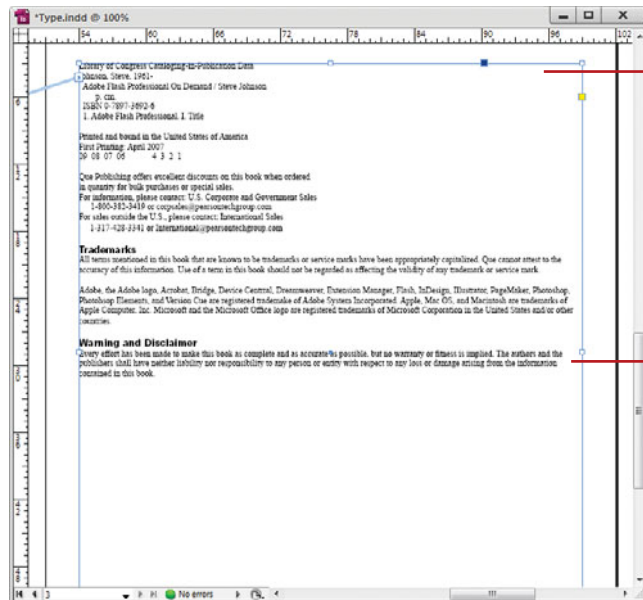 *Type.indd @ 100%
54 60 66 72 78 84 90 96 102
Library of Congress Cataloging-in-Publication Data
Johnson, Steve, 1961-
Adobe Flash Professional On Demand / Steve Johnson
p. cm.
ISBN 0-7897-3692-6
1. Adobe Flash Professional, I. Title
Printed and bound in the United States of America
First Printing: April 2007
09 08 07 06 4 3 2 1
Que Publishing offers excellent discounts on this book when ordered
in quantity for bulk purchases or special sales.
For information, please contact: U.S. Corporate and Government Sales
1-800-382-3419 or corpsales@pearsontechgroup.com
For sales outside the U.S., please contact: International Sales
1-317-428-3341 or International@pearsontechgroup.com
Trademarks
All terms mentioned in this book that are known to be trademarks or service marks have been appropriately capitalized. Que cannot attest to the
accuracy of this information. Use of a term in this book should not be regarded as affecting the validity of any trademark or service mark.
Adobe, the Adobe logo, Acrobat, Bridge, Device Central, Dreamweaver, Extension Manager, Flash, InDesign, Illustrator, PageMaker, Photoshop,
Photoshop Elements, and Version Cue are registered trademake of Adobe System Incorporated. Apple, Mac OS, and Macintosh are trademarks of
Apple Computer, Inc. Microsoft and the Microsoft Office logo are registered trademarks of Microsoft Corporation in the United States and/or other
countries.
Warning and Disclaimer
Every effort has been made to make this book as complete and as accurate as possible, but no warranty or fitness is implied. The authors and the
publishers shall have neither liability nor responsibility to any person or entity with respect to any loss or damage arising from the information
contained in this book.
3 No errors